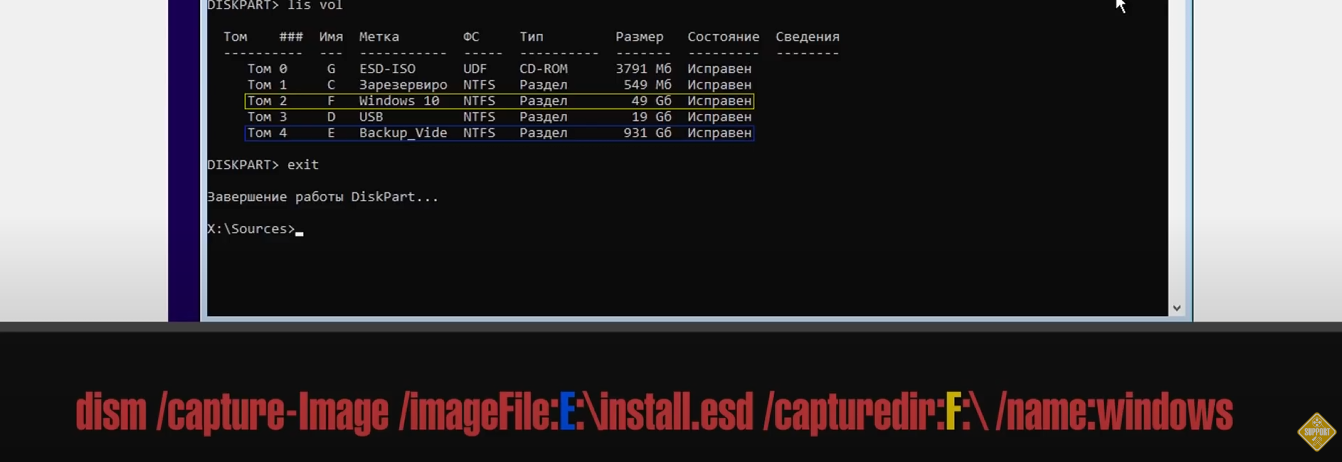 DISKPART> lis vol
Том ### Имя Метка ФС Тип Размер Состояние Сведения
---------- --- ----------- ----- ---------- ------- --------- --------
Том 0 G ESD-ISO UDF CD-ROM 3791 Мб Исправен
Том 1 C Зарезервиро NTFS Раздел 549 Мб Исправен
Том 2 F Windows 10 NTFS Раздел 49 Gб Исправен
Том 3 D USB NTFS Раздел 19 Gб Исправен
Том 4 E Backup_Vide NTFS Раздел 931 Gб Исправен
DISKPART> exit
Завершение работы DiskPart...
X:\Sources>
dism /capture-Image /imageFile:E:\install.esd /capturedir:F:\ /name:windows
SUPPORT